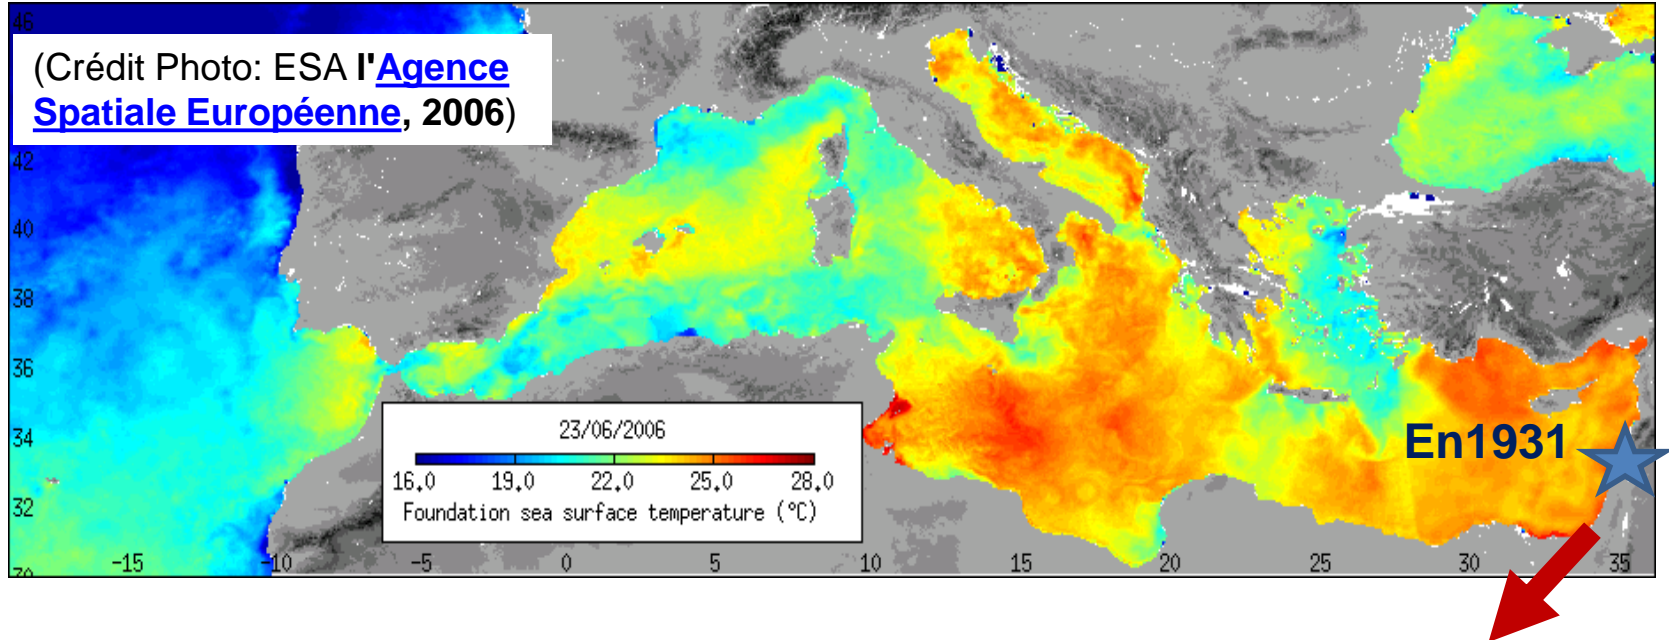 46
(Crédit Photo: ESA l'Agence
Spatiale Européenne, 2006)
42
40
38
36
34
32
30
En1931
23/06/2006
16.0 19.0 22.0 25.0 28.0
Foundation sea surface temperature (°C)
-15 -10 -5 0 5 10 15 20 25 30 35